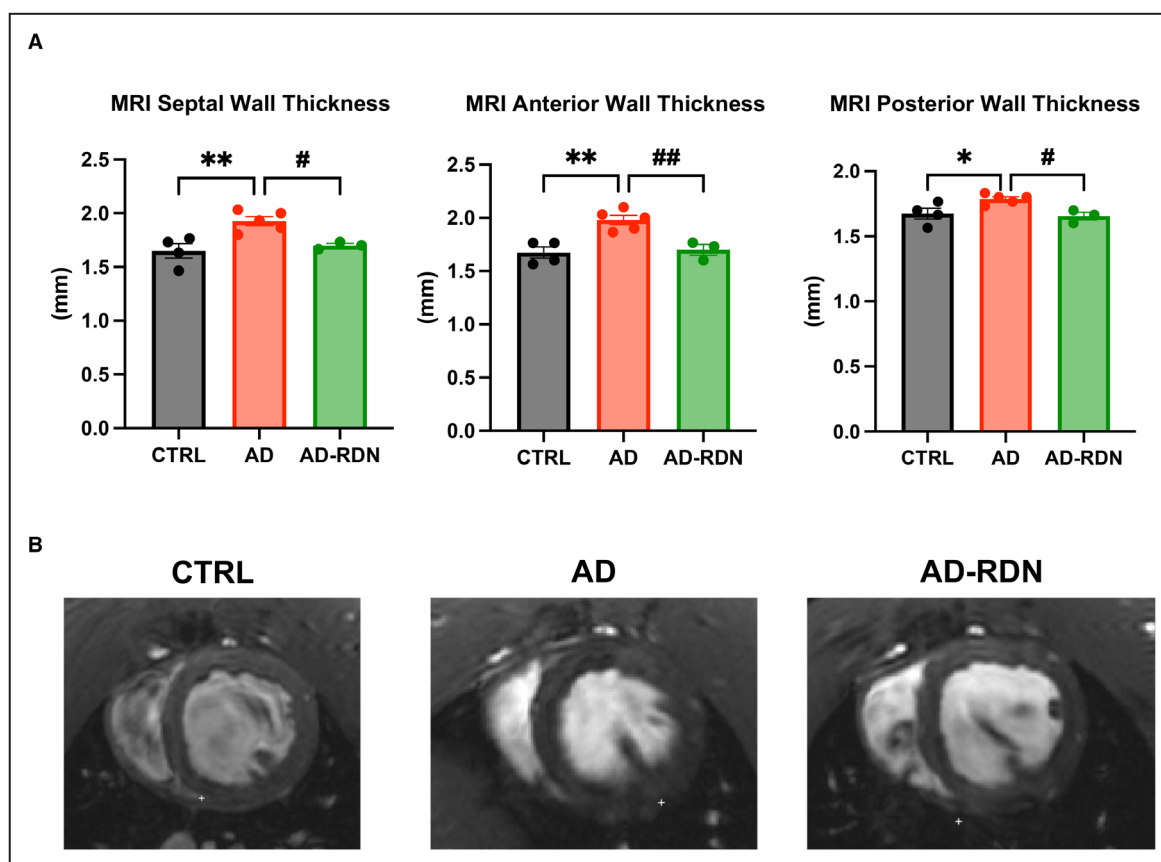 A
MRI Septal Wall Thickness
MRI Anterior Wall Thickness
MRI Posterior Wall Thickness
** #
** ##
* #
2.5
2.0
1.5
1.0
0.5
0.0
(mm)
CTRL AD AD-RDN
2.5
2.0
1.5
1.0
0.5
0.0
(mm)
CTRL AD AD-RDN
2.0
1.5
1.0
0.5
0.0
(mm)
CTRL AD AD-RDN
B
CTRL
AD
AD-RDN